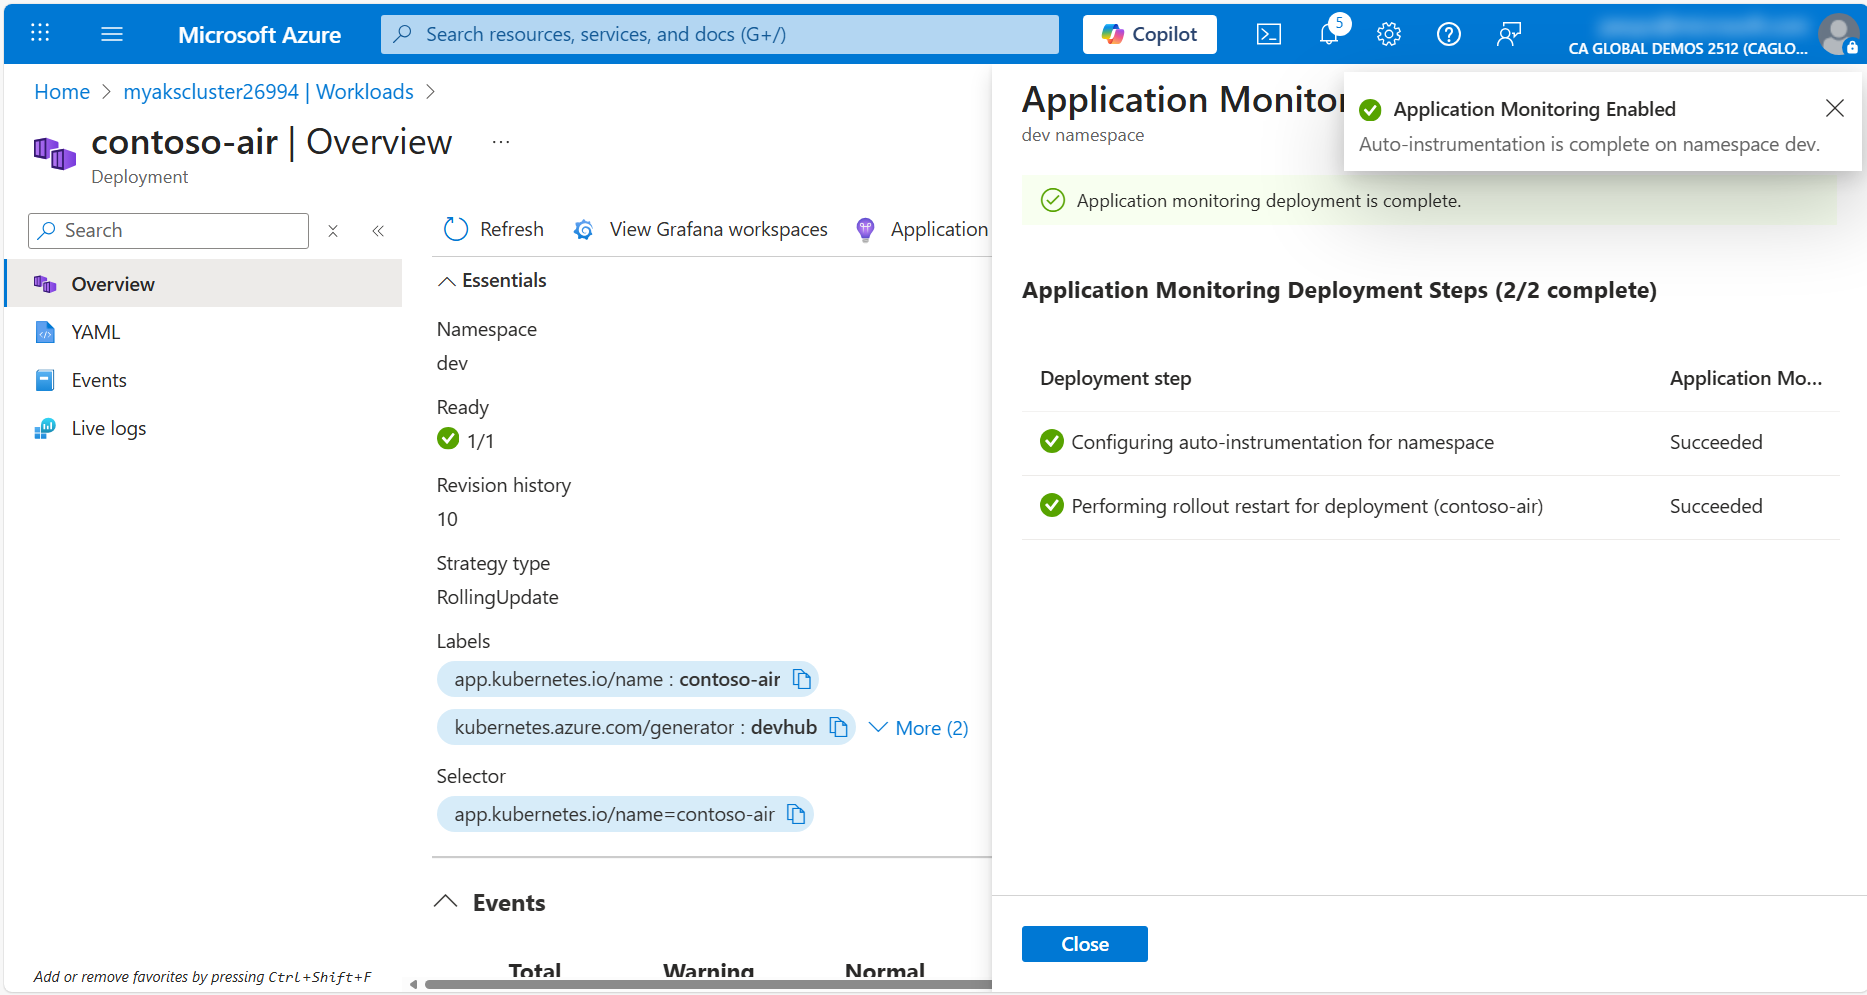 Microsoft Azure
Search resources, services, and docs (G+/)
Copilot
5
CA GLOBAL DEMOS 2512 (CAGLO...
Home > myakscluster26994 | Workloads >
contoso-air | Overview ...
Deployment
Search
Overview
YAML
Events
Live logs
Add or remove favorites by pressing Ctrl+Shift+F
Refresh
View Grafana workspaces
Application
Essentials
Namespace
dev
Ready
1/1
Revision history
10
Strategy type
RollingUpdate
Labels
app.kubernetes.io/name : contoso-air
kubernetes.azure.com/generator : devhub
More (2)
Selector
app.kubernetes.io/name=contoso-air
Events
Total
Warning
Normal
Application Monitor
dev namespace
Application Monitoring Enabled
Auto-instrumentation is complete on namespace dev.
Application monitoring deployment is complete.
Application Monitoring Deployment Steps (2/2 complete)
Deployment step
Application Mo...
Configuring auto-instrumentation for namespace
Succeeded
Performing rollout restart for deployment (contoso-air)
Succeeded
Close